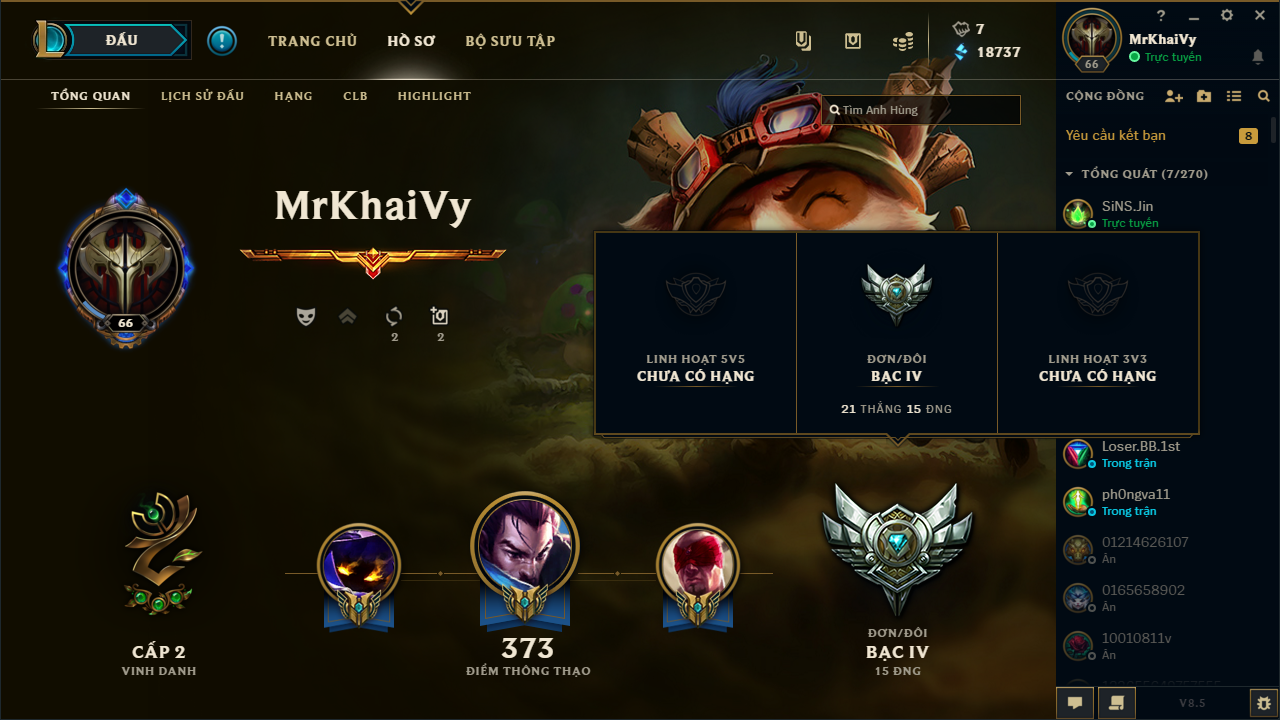 ĐẤU
!
TRANG CHỦ
HỒ SƠ
BỘ SƯU TẬP
7
18737
?
MrKhaiVy
Trực tuyến
66
TỔNG QUAN
LỊCH SỬ ĐẤU
HẠNG
CLB
HIGHLIGHT
Tìm Anh Hùng
CỘNG ĐỒNG
Yêu cầu kết bạn
8
TỔNG QUÁT (7/270)
SiNS.Jin
Trực tuyến
MrKhaiVy
66
2
2
LINH HOẠT 5V5
CHƯA CÓ HẠNG
ĐƠN/ĐÔI
BẠC IV
21 THẮNG 15 ĐNG
LINH HOẠT 3V3
CHƯA CÓ HẠNG
Loser.BB.1st
Trong trận
ph0ngva11
Trong trận
01214626107
Ẩn
0165658902
Ẩn
10010811v
Ẩn
CẤP 2
VINH DANH
373
ĐIỂM THÔNG THẠO
ĐƠN/ĐÔI
BẠC IV
15 ĐNG
V8.5